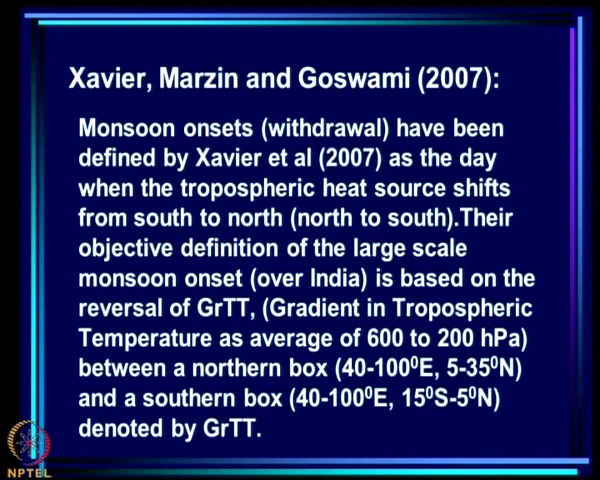 Xavier, Marzin and Goswami (2007):
Monsoon onsets (withdrawal) have been
defined by Xavier et al (2007) as the day
when the tropospheric heat source shifts
from south to north (north to south).Their
objective definition of the large scale
monsoon onset (over India) is based on the
reversal of GrTT, (Gradient in Tropospheric
Temperature as average of 600 to 200 hPa)
between a northern box (40-100⁰E, 5-35⁰N)
and a southern box (40-100⁰E, 15⁰S-5⁰N)
denoted by GrTT.
NPTEL